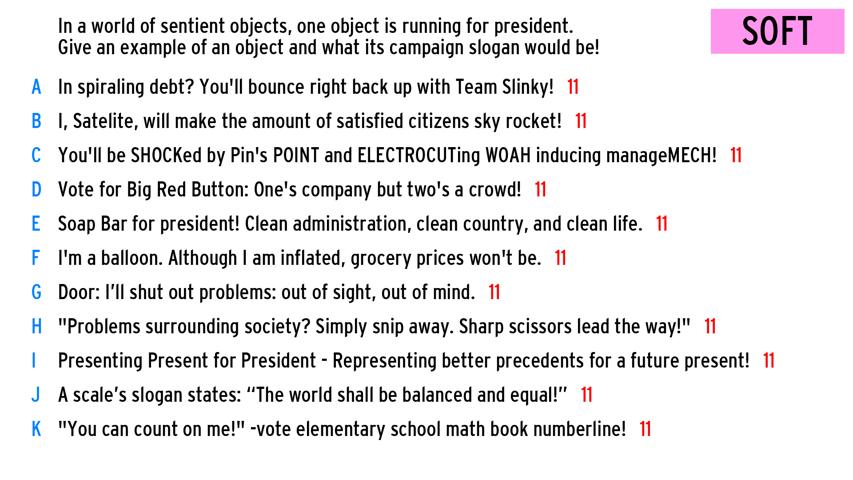 In a world of sentient objects, one object is running for president.
Give an example of an object and what its campaign slogan would be!
SOFT
A In spiraling debt? You'll bounce right back up with Team Slinky! 11
B I, Satelite, will make the amount of satisfied citizens sky rocket! 11
C You'll be SHOCKed by Pin's POINT and ELECTROCUTing WOAH inducing manageMECH! 11
D Vote for Big Red Button: One's company but two's a crowd! 11
E Soap Bar for president! Clean administration, clean country, and clean life. 11
F I'm a balloon. Although I am inflated, grocery prices won't be. 11
G Door: I’ll shut out problems: out of sight, out of mind. 11
H "Problems surrounding society? Simply snip away. Sharp scissors lead the way!" 11
I Presenting Present for President - Representing better precedents for a future present! 11
J A scale’s slogan states: “The world shall be balanced and equal!” 11
K "You can count on me!" -vote elementary school math book numberline! 11